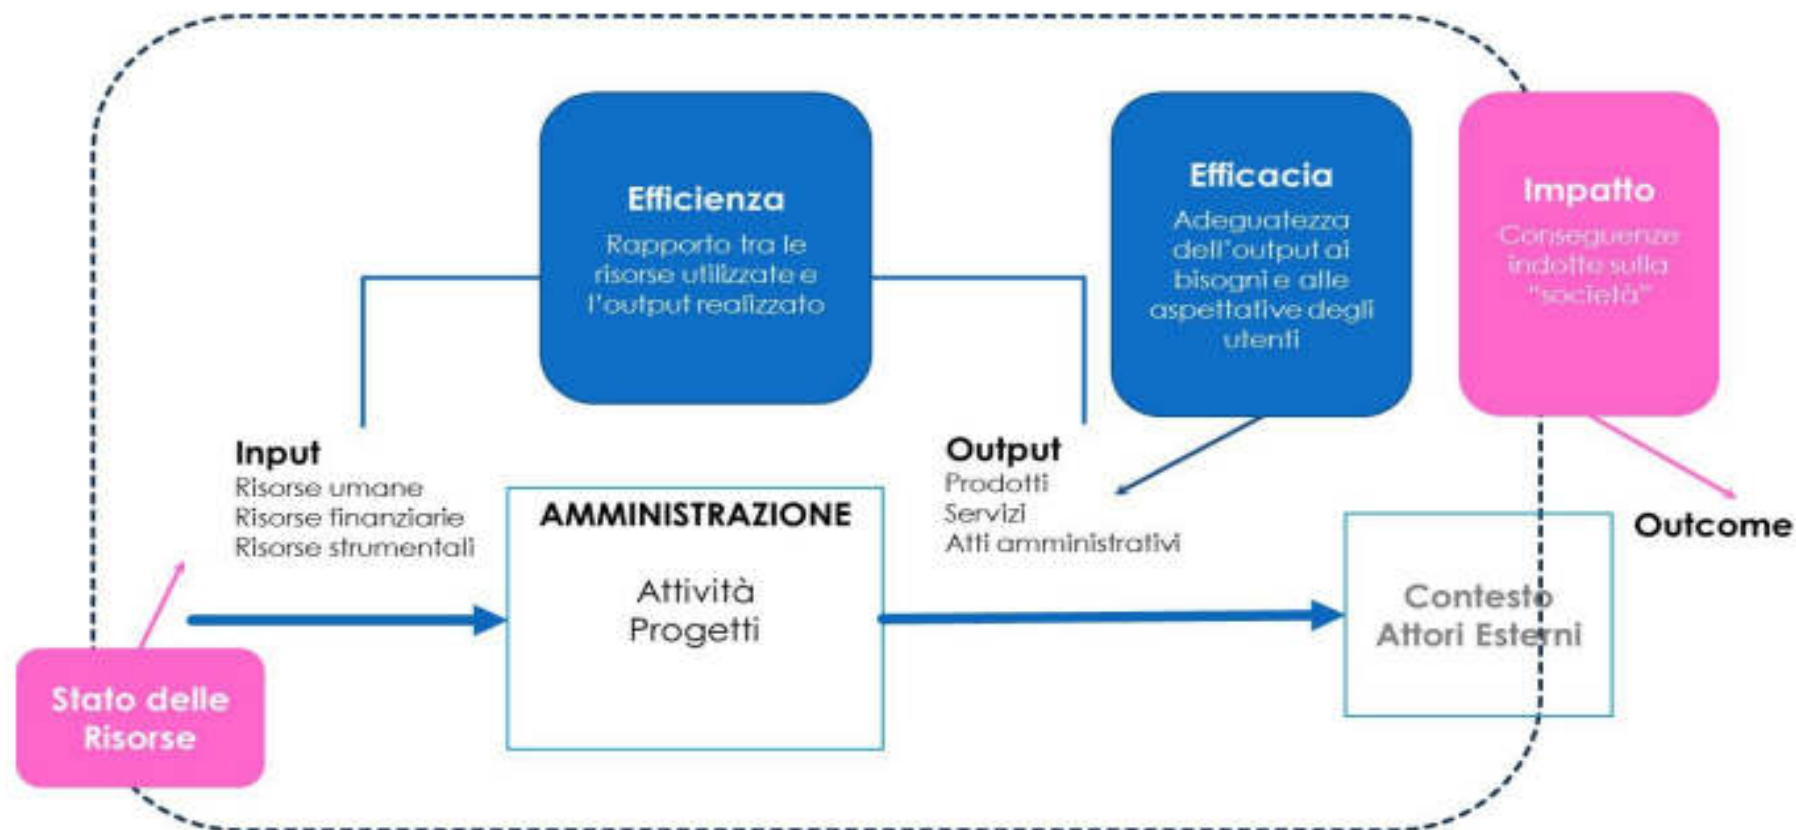 Efficienza
Rapporto tra le
risorse utilizzate e
l'output realizzato
Efficacia
Adeguatezza
dell'output ai
bisogni e alle
aspettative degli
utenti
Impatto
Conseguenze
indotte sulla
"società"
Input
Risorse umane
Risorse finanziarie
Risorse strumentali
AMMINISTRAZIONE
Attività
Progetti
Output
Prodotti
Servizi
Atti amministrativi
Outcome
Contesto
Attori Esterni
Stato delle
Risorse